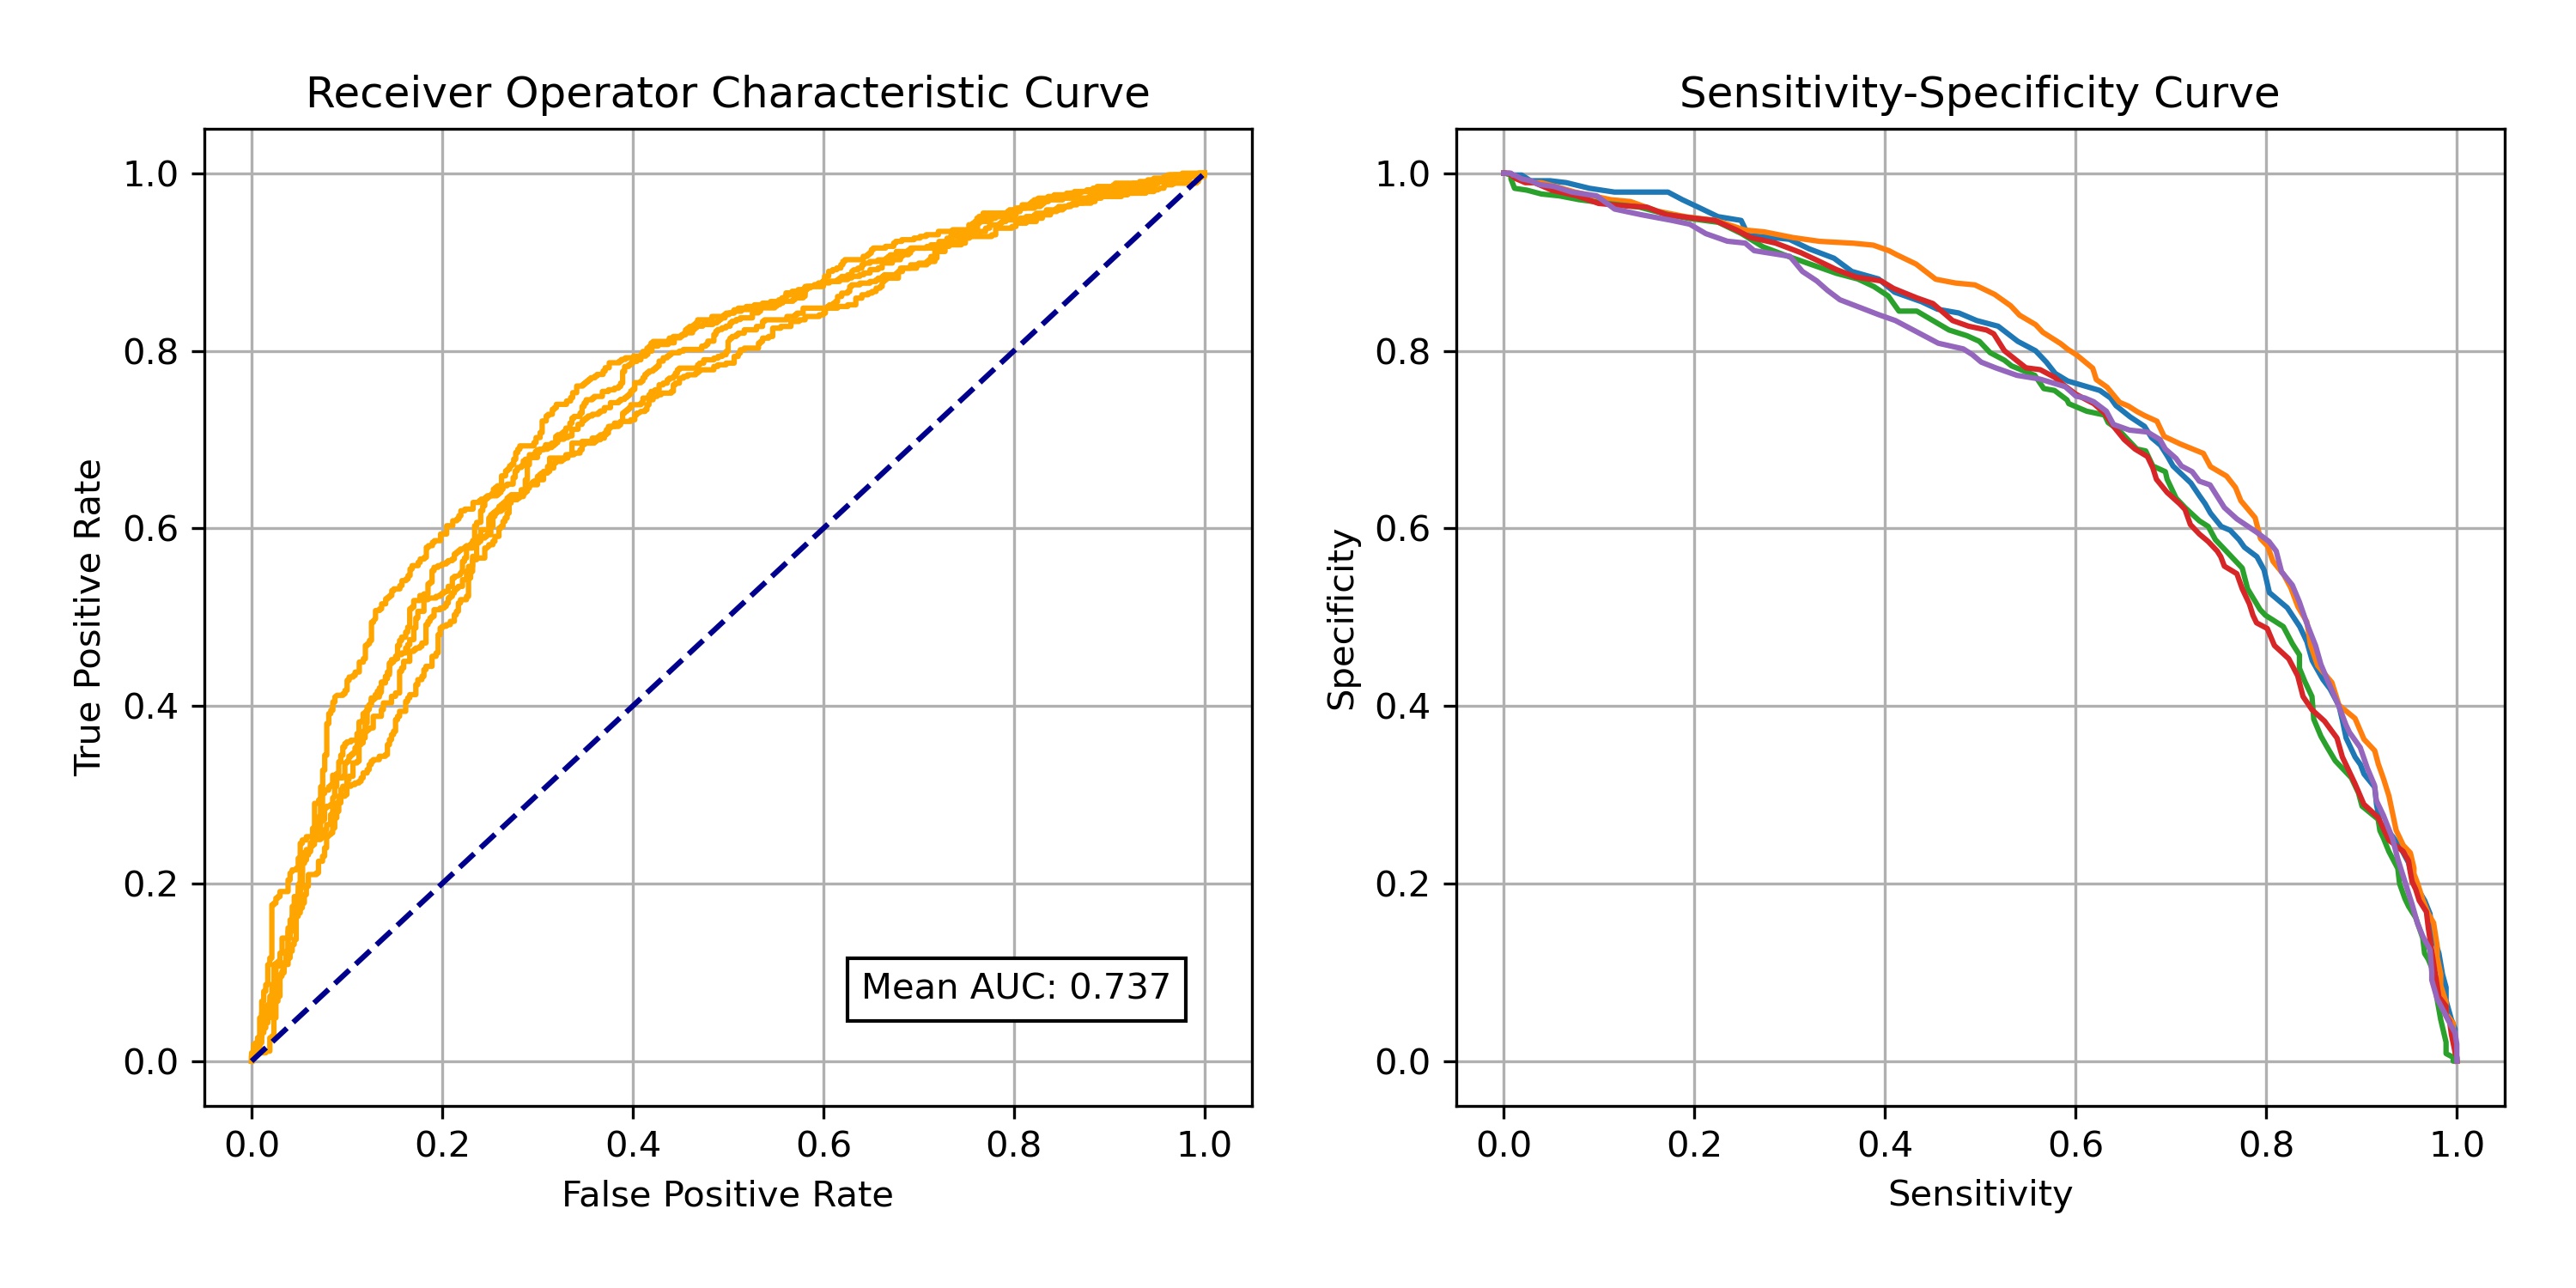 Receiver Operator Characteristic Curve
True Positive Rate
1.0
0.8
0.6
0.4
0.2
0.0
Mean AUC: 0.737
0.0 0.2 0.4 0.6 0.8 1.0
False Positive Rate
Sensitivity-Specificity Curve
Specificity
1.0
0.8
0.6
0.4
0.2
0.0
0.0 0.2 0.4 0.6 0.8 1.0
Sensitivity